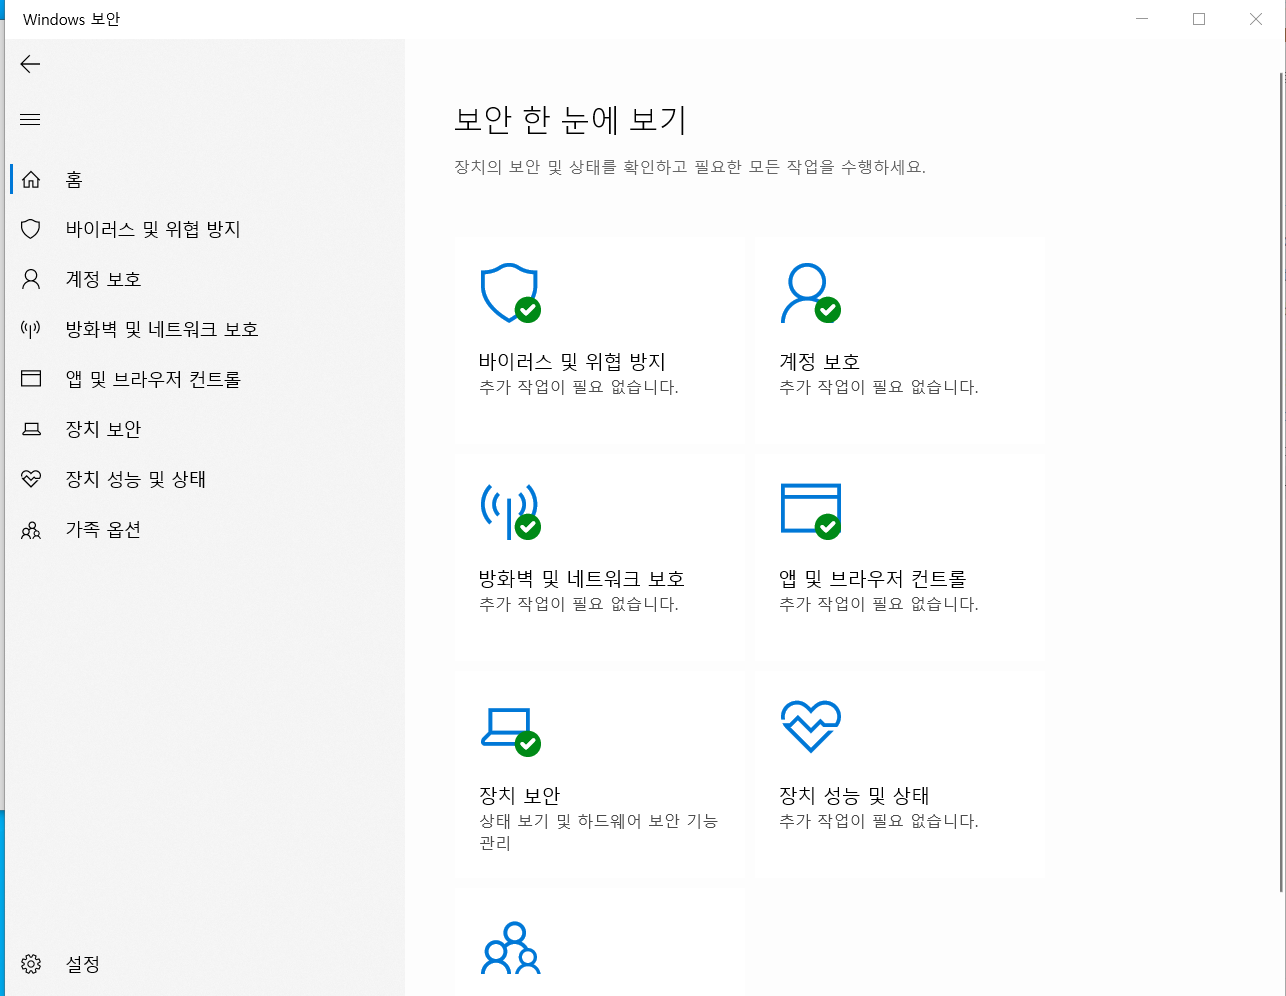 Windows 보안
홈
바이러스 및 위협 방지
계정 보호
방화벽 및 네트워크 보호
앱 및 브라우저 컨트롤
장치 보안
장치 성능 및 상태
가족 옵션
설정
보안 한 눈에 보기
장치의 보안 및 상태를 확인하고 필요한 모든 작업을 수행하세요.
바이러스 및 위협 방지
추가 작업이 필요 없습니다.
계정 보호
추가 작업이 필요 없습니다.
방화벽 및 네트워크 보호
추가 작업이 필요 없습니다.
앱 및 브라우저 컨트롤
추가 작업이 필요 없습니다.
장치 보안
상태 보기 및 하드웨어 보안 기능
관리
장치 성능 및 상태
추가 작업이 필요 없습니다.